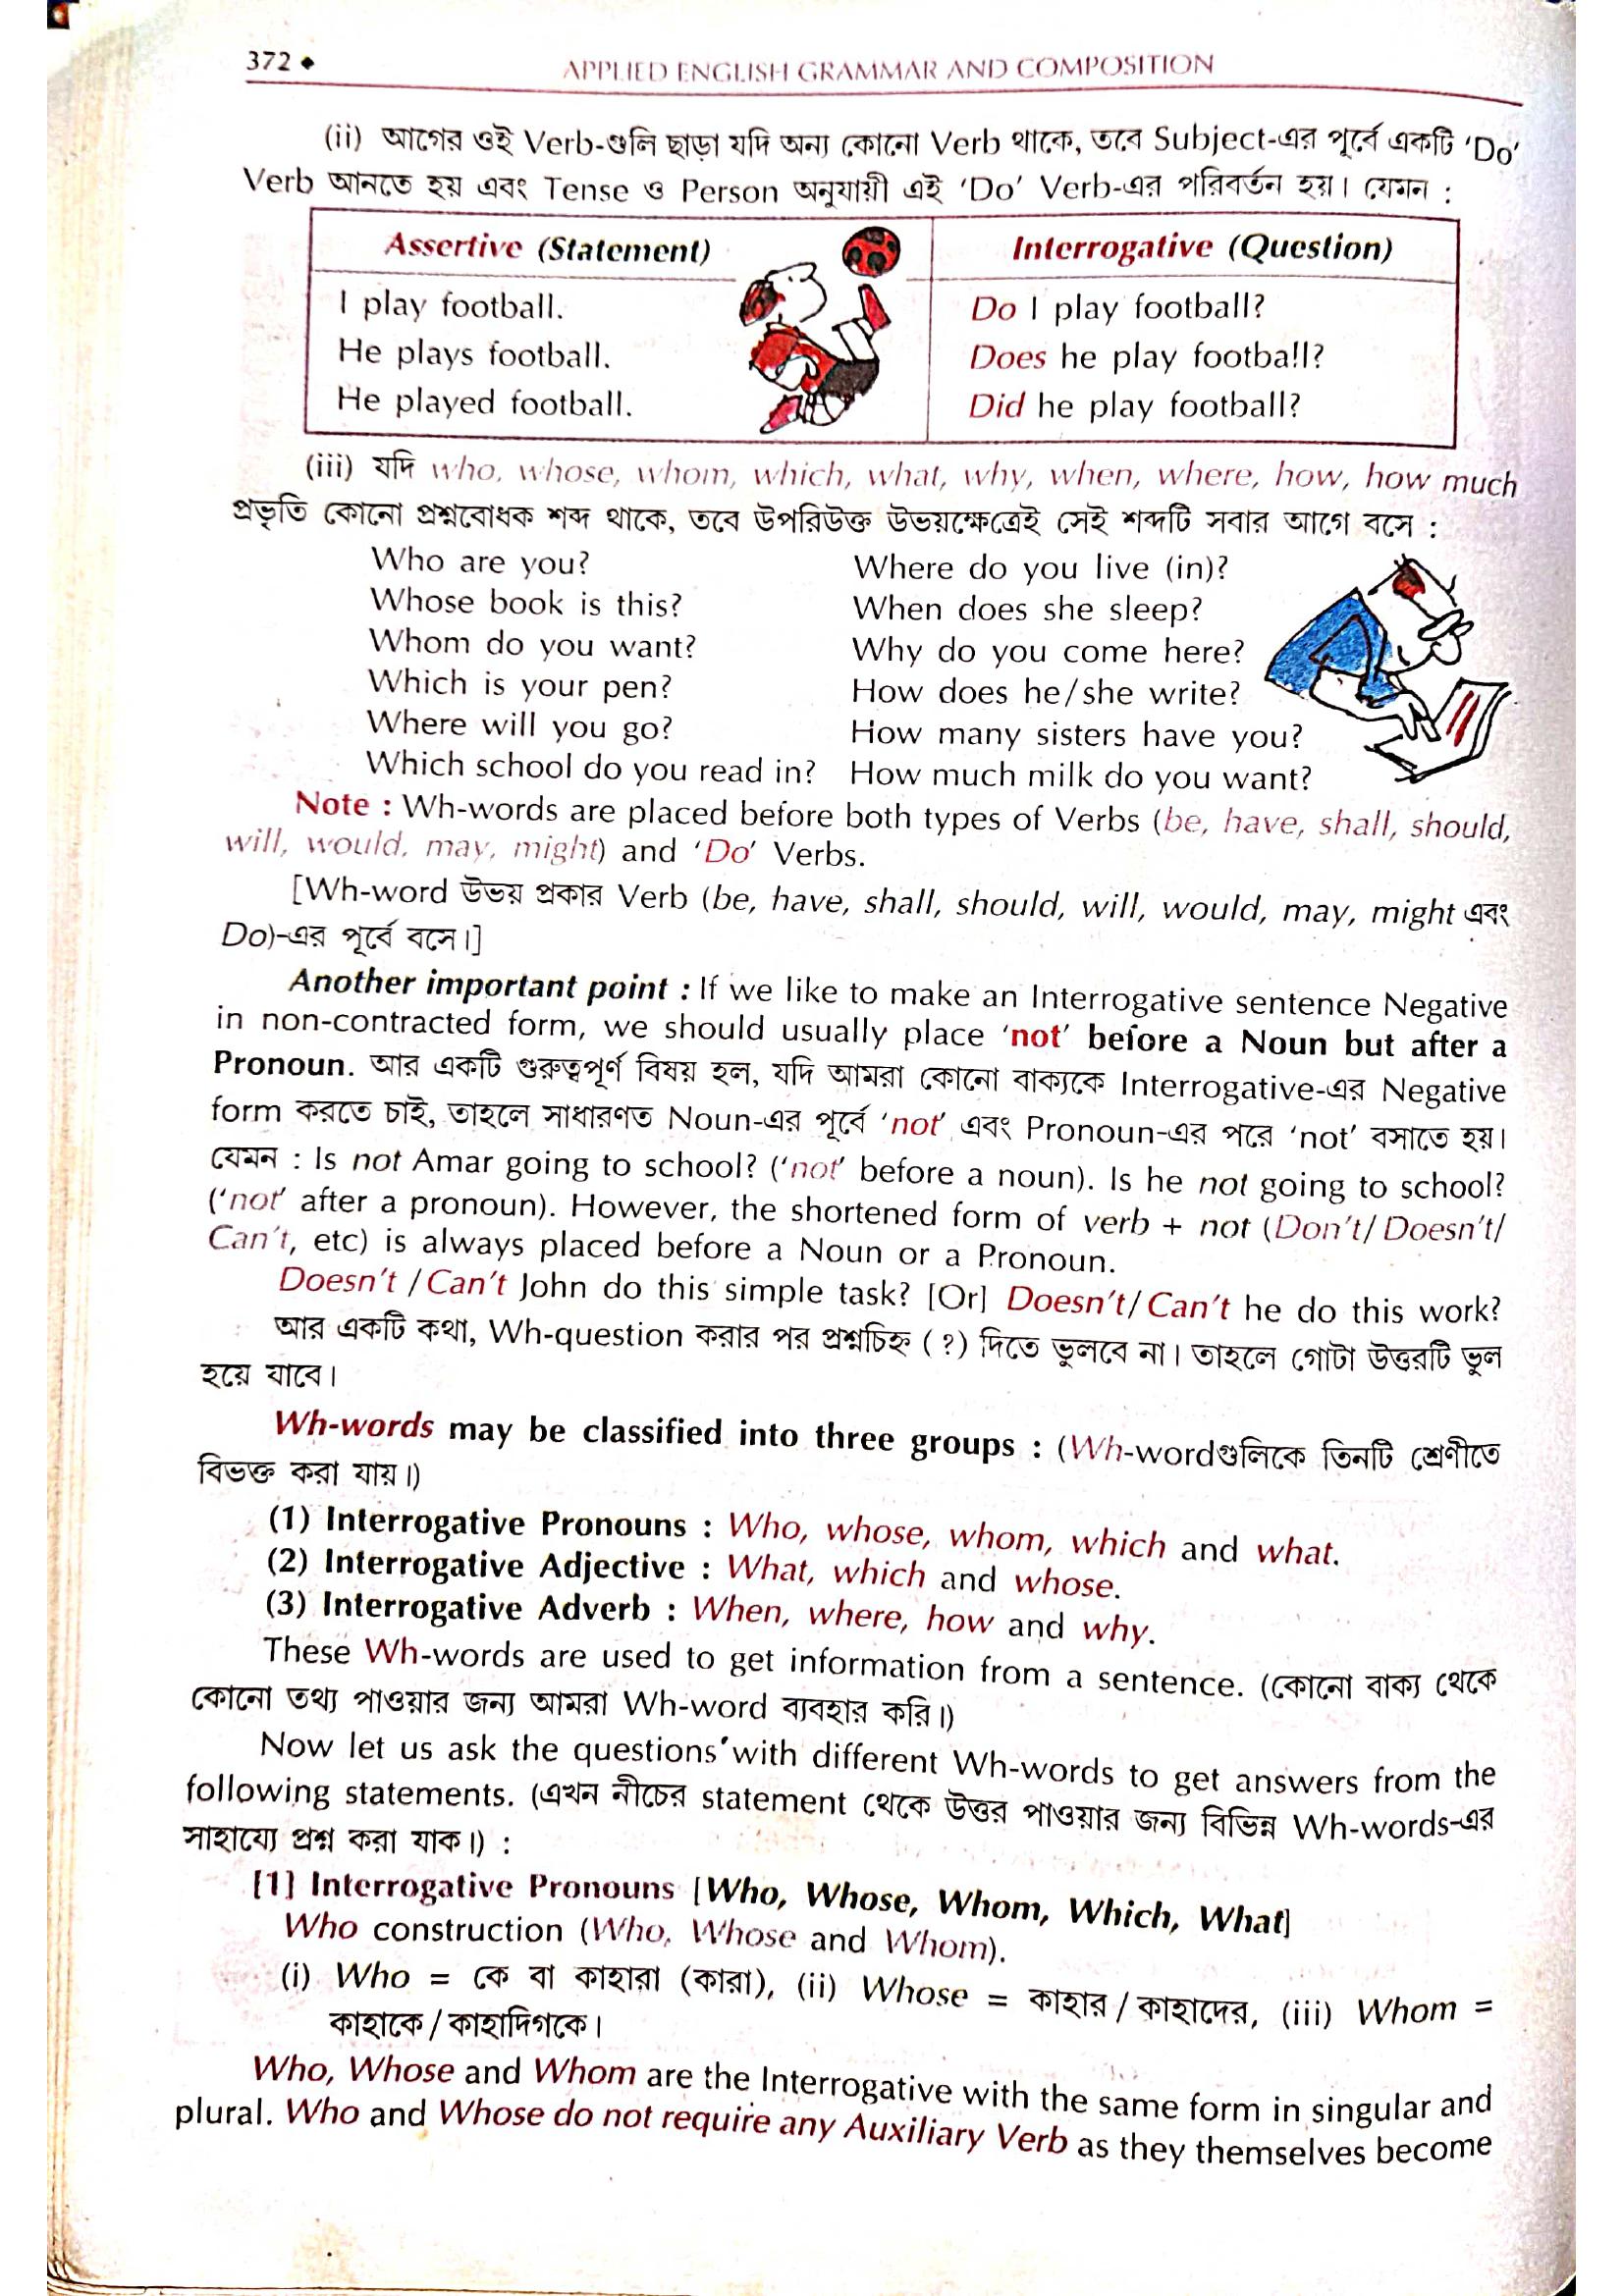 372 ◆ APPLIED ENGLISH GRAMMAR AND COMPOSITION
(ii) আগের ওই Verb-গুলি ছাড়া যদি অন্য কোনো Verb থাকে, তবে Subject-এর পূর্বে একটি ‘Do’
Verb আনতে হয় এবং Tense ও Person অনুযায়ী এই ‘Do’ Verb-এর পরিবর্তন হয়। যেমন :
Assertive (Statement) Interrogative (Question)
I play football. Do I play football?
He plays football. Does he play football?
He played football. Did he play football?
(iii) যদি who, whose, whom, which, what, why, when, where, how, how much
প্রভৃতি কোনো প্রশ্নবোধক শব্দ থাকে, তবে উপরিউক্ত উভয়ক্ষেত্রেই সেই শব্দটি সবার আগে বসে :
Who are you? Where do you live (in)?
Whose book is this? When does she sleep?
Whom do you want? Why do you come here?
Which is your pen? How does he/she write?
Where will you go? How many sisters have you?
Which school do you read in? How much milk do you want?
Note : Wh-words are placed before both types of Verbs (be, have, shall, should,
will, would, may, might) and ‘Do’ Verbs.
[Wh-word উভয় প্রকার Verb (be, have, shall, should, will, would, may, might এবং
Do)-এর পূর্বে বসে।]
Another important point : If we like to make an Interrogative sentence Negative
in non-contracted form, we should usually place ‘not’ before a Noun but after a
Pronoun. আর একটি গুরুত্বপূর্ণ বিষয় হল, যদি আমরা কোনো বাক্যকে Interrogative-এর Negative
form করতে চাই, তাহলে সাধারণত Noun-এর পূর্বে ‘not’ এবং Pronoun-এর পরে ‘not’ বসাতে হয়।
যেমন : Is not Amar going to school? (‘not’ before a noun). Is he not going to school?
(‘not’ after a pronoun). However, the shortened form of verb + not (Don’t/ Doesn’t/
Can’t, etc) is always placed before a Noun or a Pronoun.
Doesn’t / Can’t John do this simple task? [Or] Doesn’t/ Can’t he do this work?
আর একটি কথা, Wh-question করার পর প্রশ্নচিহ্ন (?) দিতে ভুলবে না। তাহলে গোটা উত্তরটি ভুল
হয়ে যাবে।
Wh-words may be classified into three groups : (Wh-wordগুলিকে তিনটি শ্রেণীতে
বিভক্ত করা যায়।)
(1) Interrogative Pronouns : Who, whose, whom, which and what.
(2) Interrogative Adjective : What, which and whose.
(3) Interrogative Adverb : When, where, how and why.
These Wh-words are used to get information from a sentence. (কোনো বাক্য থেকে
কোনো তথ্য পাওয়ার জন্য আমরা Wh-word ব্যবহার করি।)
Now let us ask the questions with different Wh-words to get answers from the
following statements. (এখন নীচের statement থেকে উত্তর পাওয়ার জন্য বিভিন্ন Wh-words-এর
সাহায্যে প্রশ্ন করা যাক।) :
[1] Interrogative Pronouns [Who, Whose, Whom, Which, What]
Who construction (Who, Whose and Whom).
(i) Who = কে বা কাহারা (কারা), (ii) Whose = কাহার / কাহাদের, (iii) Whom =
কাহাকে / কাহাদিগকে।
Who, Whose and Whom are the Interrogative with the same form in singular and
plural. Who and Whose do not require any Auxiliary Verb as they themselves become